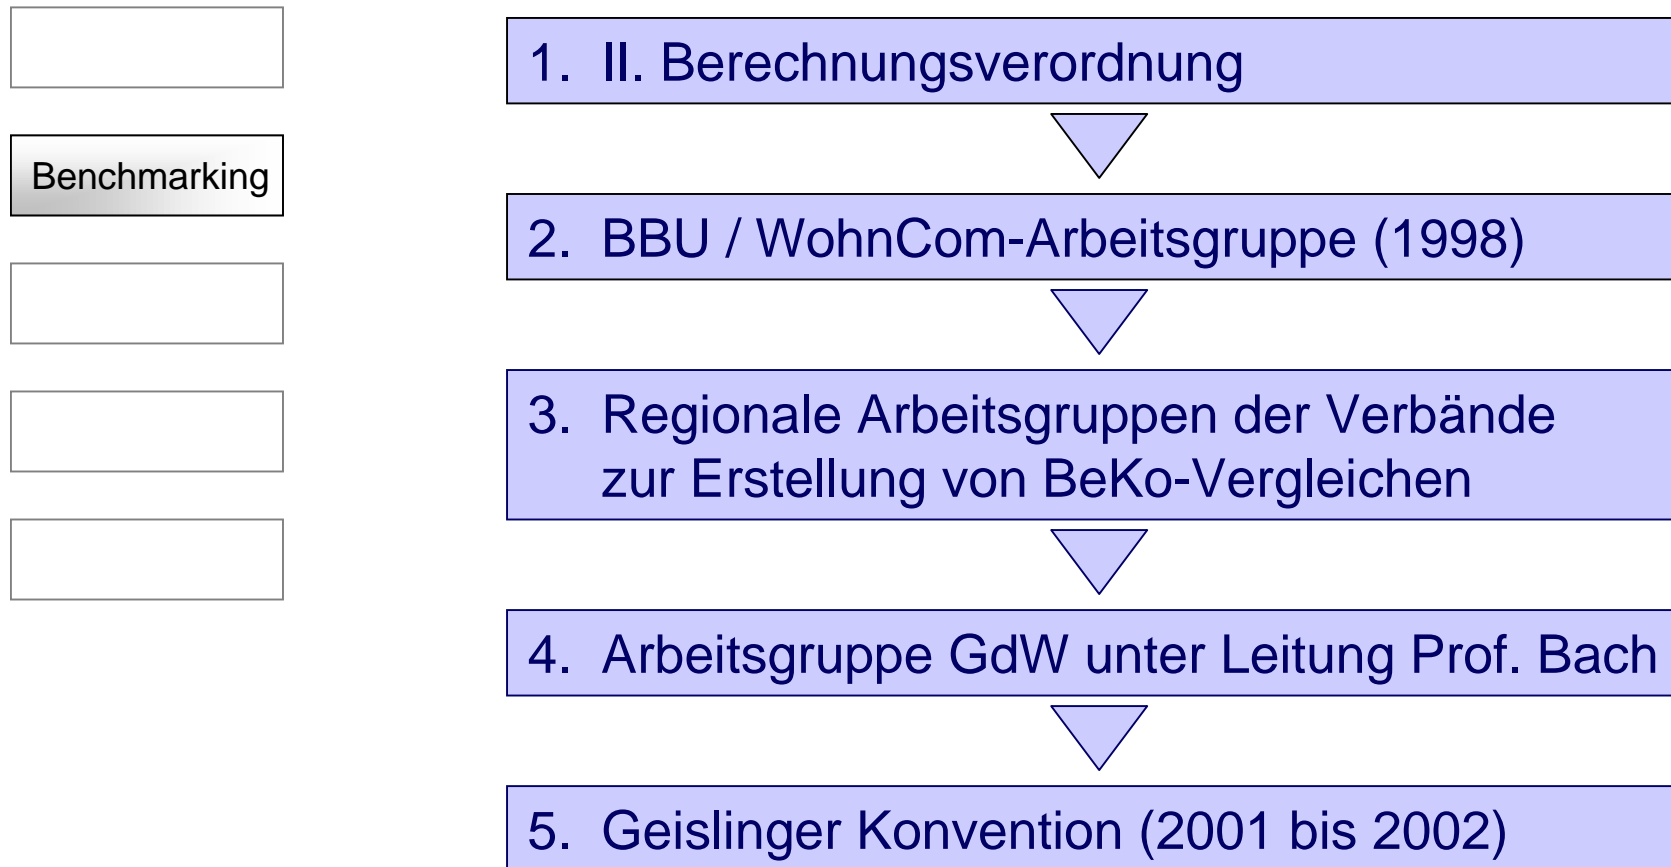 Benchmarking
1. II. Berechnungsverordnung
2. BBU / WohnCom-Arbeitsgruppe (1998)
3. Regionale Arbeitsgruppen der Verbände
zur Erstellung von BeKo-Vergleichen
4. Arbeitsgruppe GdW unter Leitung Prof. Bach
5. Geislinger Konvention (2001 bis 2002)